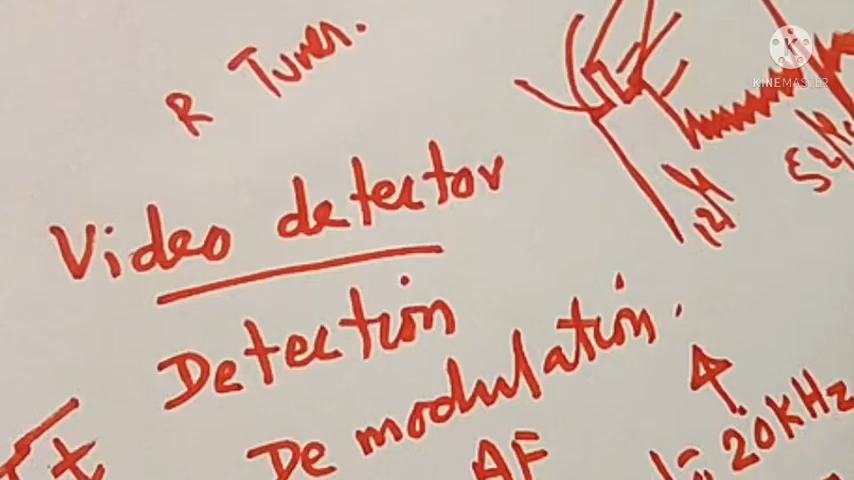 R Tuner.
KINEMASTER
Video detector
Detection
De modulation.
AF
20KHz